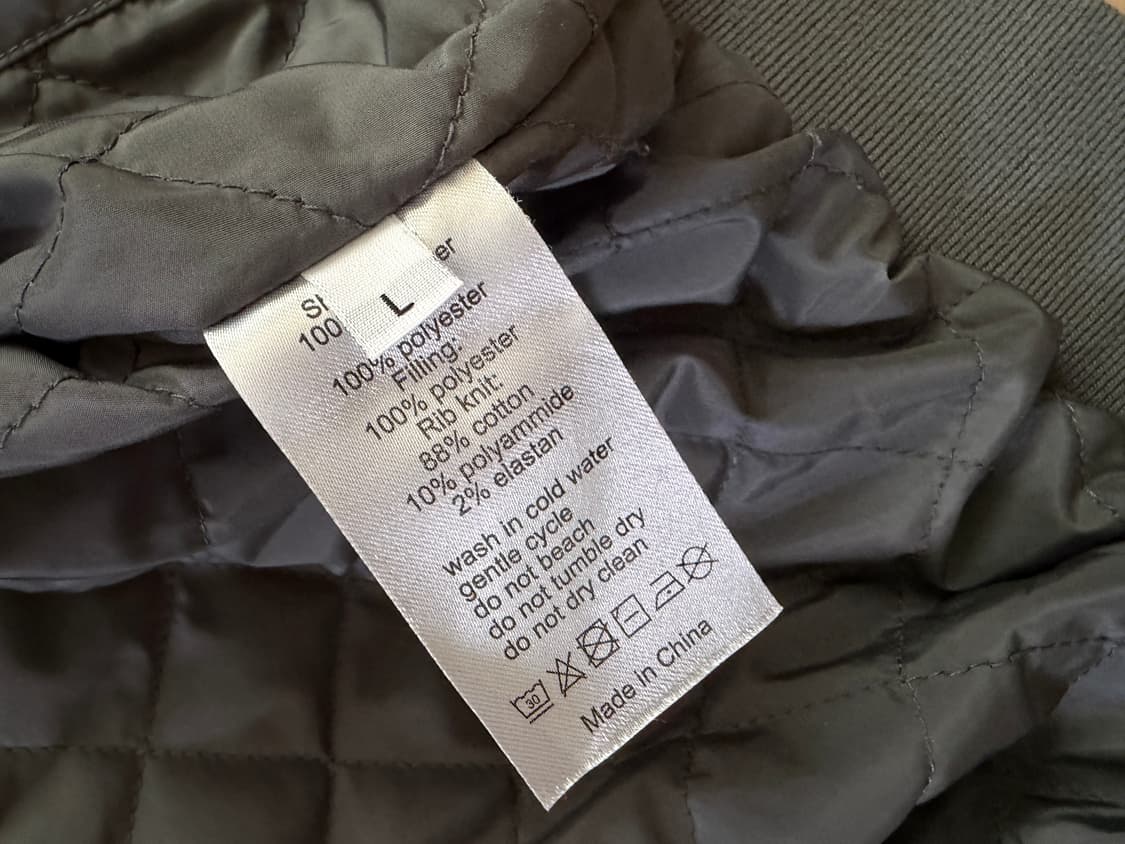 L
100
100% polyester
Filling:
100% polyester
Rib knit:
88% cotton
10% polyammide
2% elastan
wash in cold water
gentle cycle
do not beach
do not tumble dry
do not dry clean
30
Made in China